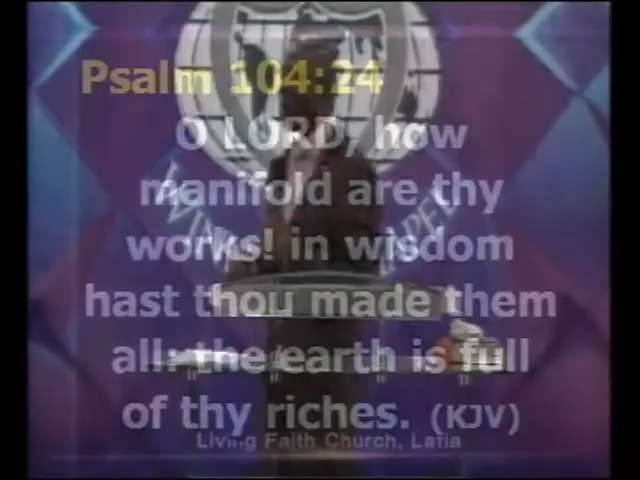 Psalm 104:24
O LORD, how
manifold are thy
works! in wisdom
hast thou made them
all: the earth is full
of thy riches. (KJV)
Living Faith Church, Lafia